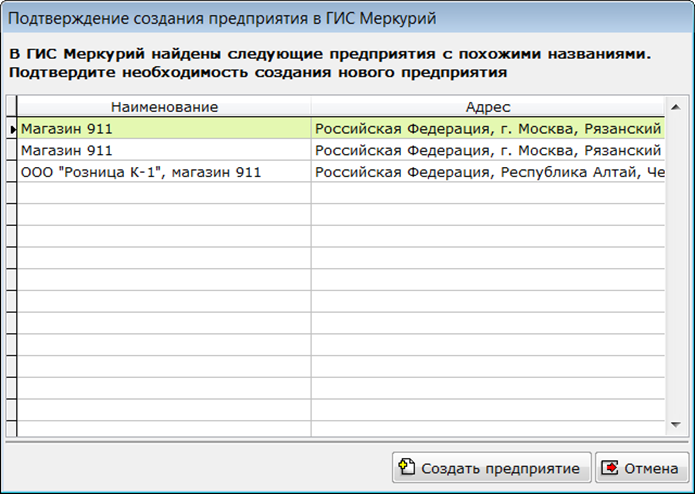 Подтверждение создания предприятия в ГИС Меркурий
В ГИС Меркурий найдены следующие предприятия с похожими названиями.
Подтвердите необходимость создания нового предприятия
Наименование Адрес
Магазин 911 Российская Федерация, г. Москва, Рязанский
Магазин 911 Российская Федерация, г. Москва, Рязанский
ООО "Розница К-1", магазин 911 Российская Федерация, Республика Алтай, Че
Создать предприятие Отмена